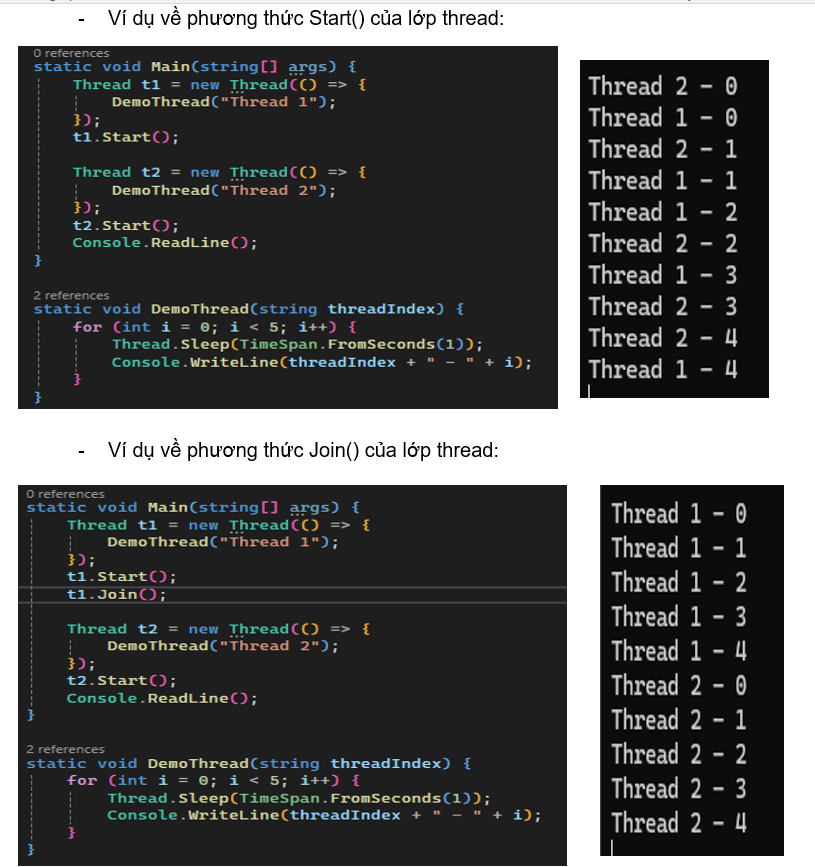 - Ví dụ về phương thức Start() của lớp thread:
0 references
static void Main(string[] args) {
Thread t1 = new Thread(() => {
DemoThread("Thread 1");
});
t1.Start();
Thread t2 = new Thread(() => {
DemoThread("Thread 2");
});
t2.Start();
Console.ReadLine();
}
2 references
static void DemoThread(string threadIndex) {
for (int i = 0; i < 5; i++) {
Thread.Sleep(TimeSpan.FromSeconds(1));
Console.WriteLine(threadIndex + " - " + i);
}
}
Thread 2 - 0
Thread 1 - 0
Thread 2 - 1
Thread 1 - 1
Thread 1 - 2
Thread 2 - 2
Thread 1 - 3
Thread 2 - 3
Thread 2 - 4
Thread 1 - 4
- Ví dụ về phương thức Join() của lớp thread:
0 references
static void Main(string[] args) {
Thread t1 = new Thread(() => {
DemoThread("Thread 1");
});
t1.Start();
t1.Join();
Thread t2 = new Thread(() => {
DemoThread("Thread 2");
});
t2.Start();
Console.ReadLine();
}
2 references
static void DemoThread(string threadIndex) {
for (int i = 0; i < 5; i++) {
Thread.Sleep(TimeSpan.FromSeconds(1));
Console.WriteLine(threadIndex + " - " + i);
}
}
Thread 1 - 0
Thread 1 - 1
Thread 1 - 2
Thread 1 - 3
Thread 1 - 4
Thread 2 - 0
Thread 2 - 1
Thread 2 - 2
Thread 2 - 3
Thread 2 - 4